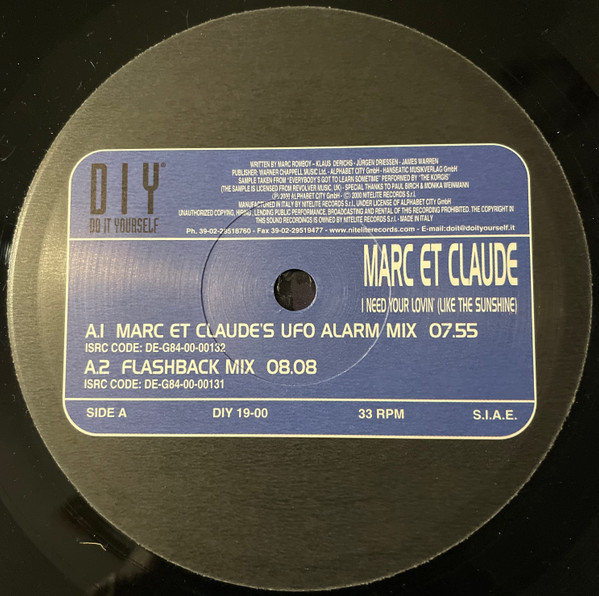 DIY®
DO IT YOURSELF
WRITTEN BY MARC ROMBOY - KLAUS DERICHS - JÜRGEN DRIESSEN - JAMES WARREN
PUBLISHER: WARNER CHAPPELL MUSIC Ltd - ALPHABET CITY GmbH - HANSEATIC MUSIKVERLAG GmbH
SAMPLE TAKEN FROM "EVERYBODY'S GOT TO LEARN SOMETIME" PERFORMED BY "THE KORGIS"
(THE SAMPLE IS LICENSED FROM REVOLVER MUSIC, UK) - SPECIAL THANKS TO PAUL BIRCH & MONIKA WEINMANN
Ⓟ 2000 ALPHABET CITY GmbH - © 2000 NITELITE RECORDS S.r.l.
MANUFACTURED IN ITALY BY NITELITE RECORDS S.r.l. UNDER LICENSE OF ALPHABET CITY GmbH
UNAUTHORIZED COPYING, HIRING, LENDING PUBLIC PERFORMANCE, BROADCASTING AND RENTAL OF THIS RECORDING PROHIBITED. THE COPYRIGHT IN
THIS SOUND RECORDINGS IS OWNED BY NITELITE RECORDS S.r.l. - MADE IN ITALY
Ph. 39-02-29518760 - Fax 39-02-29519477 - www.niteliterecords.com - E-mail:doit@doityourself.it
MARC ET CLAUDE
I NEED YOUR LOVIN' (LIKE THE SUNSHINE)
A.1 MARC ET CLAUDE'S UFO ALARM MIX 07.55
ISRC CODE: DE-G84-00-00132
A.2 FLASHBACK MIX 08.08
ISRC CODE: DE-G84-00-00131
SIDE A DIY 19-00 33 RPM S.I.A.E.